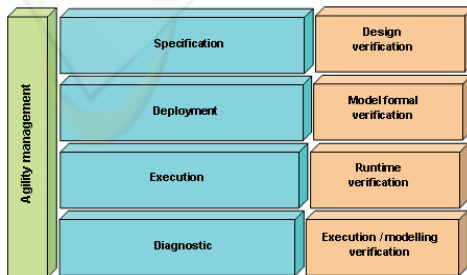 Agility management
Specification
Design
verification
Deployment
Model formal
verification
Execution
Runtime
verification
Diagnostic
Execution / modelling
verification